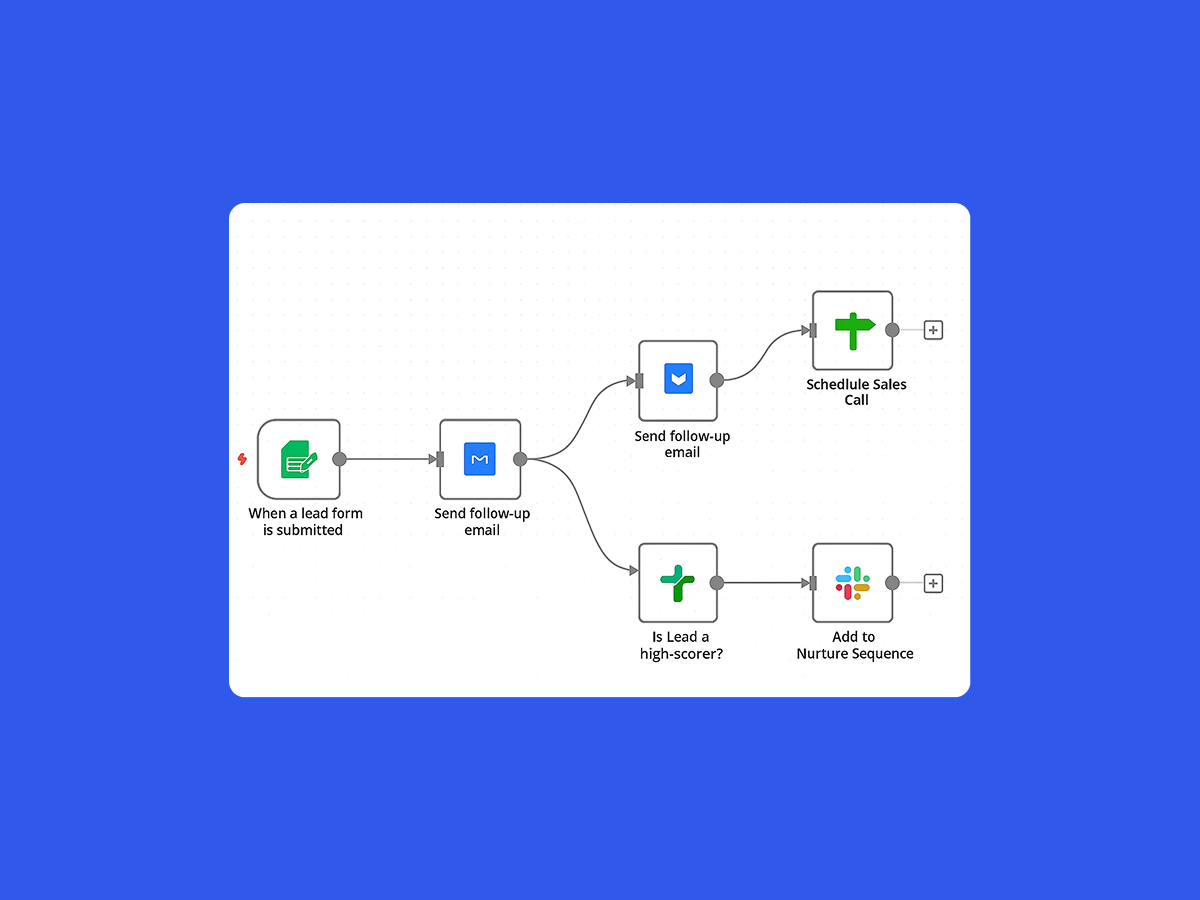 When a lead form
is submitted
Send follow-up
email
Send follow-up
email
Schedlule Sales
Call
Is Lead a
high-scorer?
Add to
Nurture Sequence